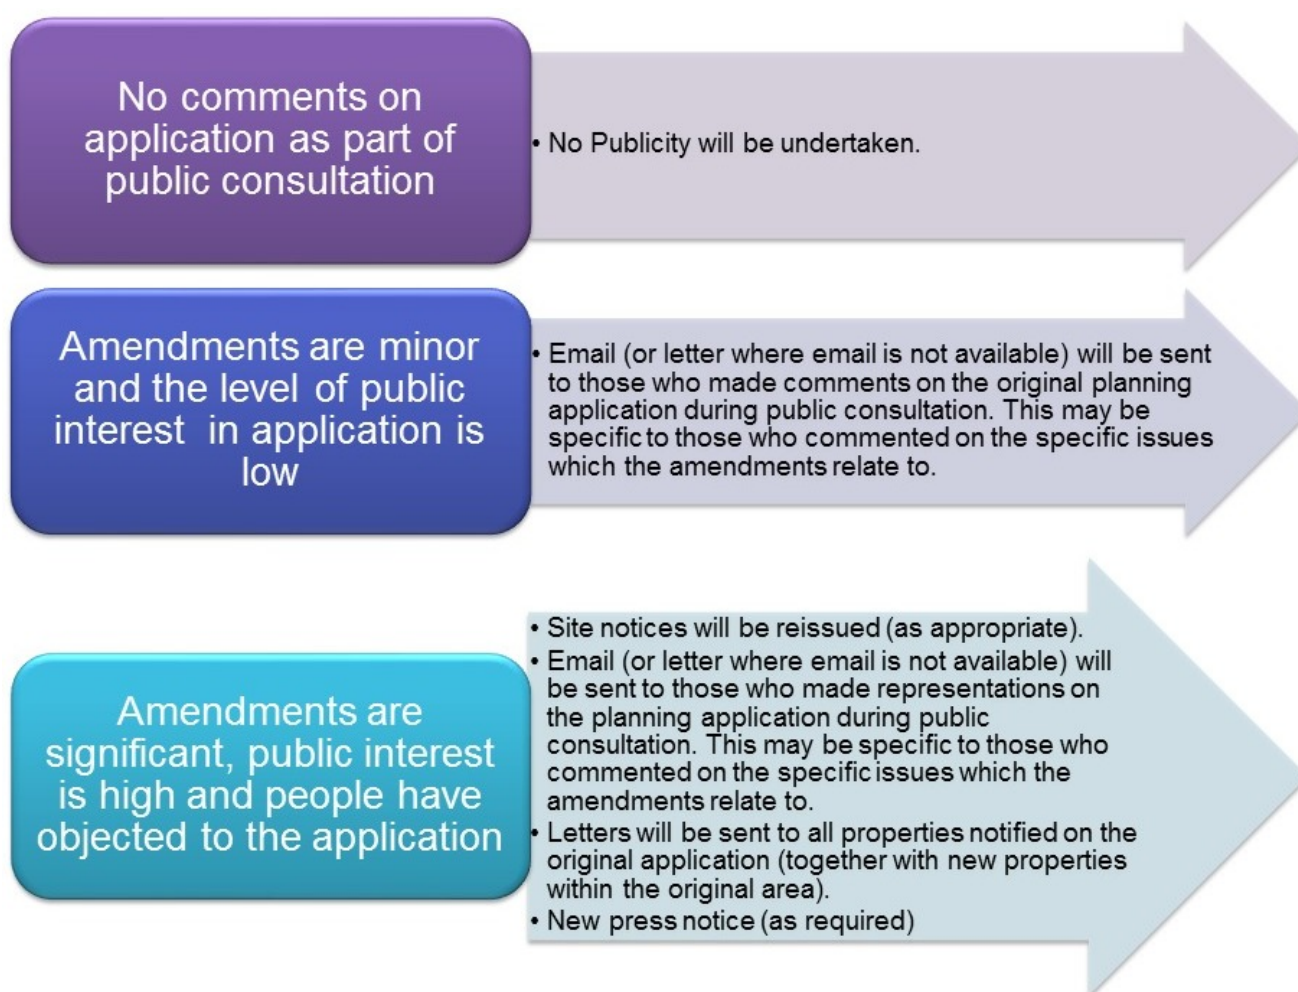 No comments on
application as part of
public consultation
• No Publicity will be undertaken.
Amendments are minor
and the level of public
interest in application is
low
• Email (or letter where email is not available) will be sent
to those who made comments on the original planning
application during public consultation. This may be
specific to those who commented on the specific issues
which the amendments relate to.
Amendments are
significant, public interest
is high and people have
objected to the application
• Site notices will be reissued (as appropriate).
• Email (or letter where email is not available) will
be sent to those who made representations on
the planning application during public
consultation. This may be specific to those who
commented on the specific issues which the
amendments relate to.
• Letters will be sent to all properties notified on the
original application (together with new properties
within the original area).
• New press notice (as required)